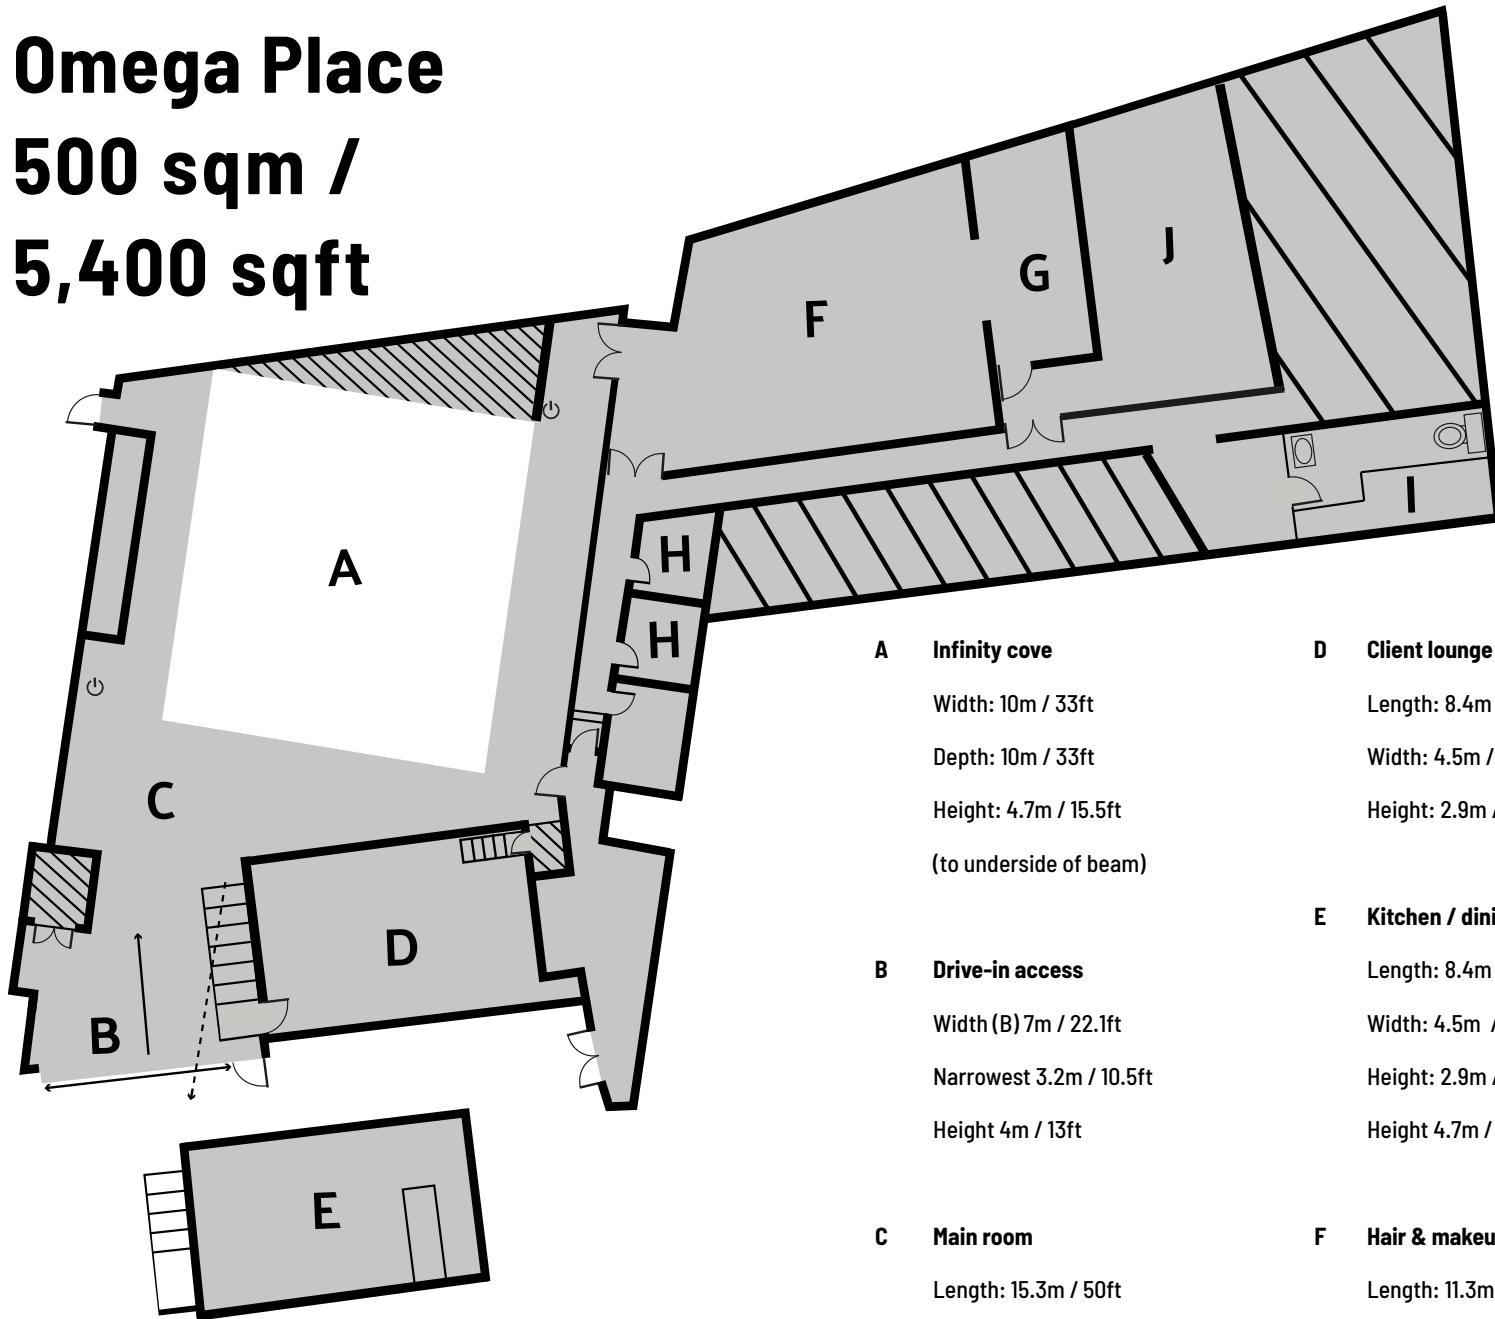 Omega Place
500 sqm /
5,400 sqft
F
G
J
A
H
H
I
C
D
B
E
A Infinity cove
Width: 10m / 33ft
Depth: 10m / 33ft
Height: 4.7m / 15.5ft
(to underside of beam)
B Drive-in access
Width (B) 7m / 22.1ft
Narrowest 3.2m / 10.5ft
Height 4m / 13ft
C Main room
Length: 15.3m / 50ft
D Client lounge
Length: 8.4m
Width: 4.5m /
Height: 2.9m /
E Kitchen / dini
Length: 8.4m
Width: 4.5m /
Height: 2.9m /
Height 4.7m /
F Hair & makeu
Length: 11.3m